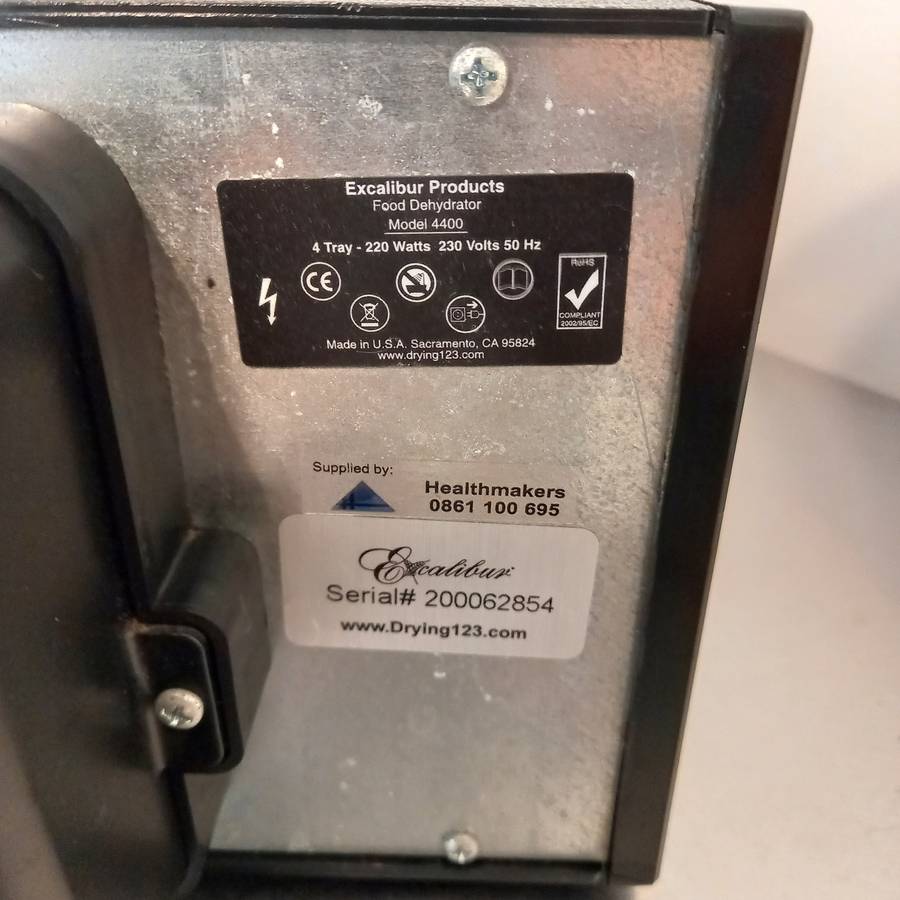 Excalibur Products
Food Dehydrator
Model 4400
4 Tray - 220 Watts 230 Volts 50 Hz
CE
RoHS
COMPLIANT
2002/95/EC
Made in U.S.A. Sacramento, CA 95824
www.drying123.com
Supplied by:
Healthmakers
0861 100 695
Excalibur
Serial# 200062854
www.Drying123.com